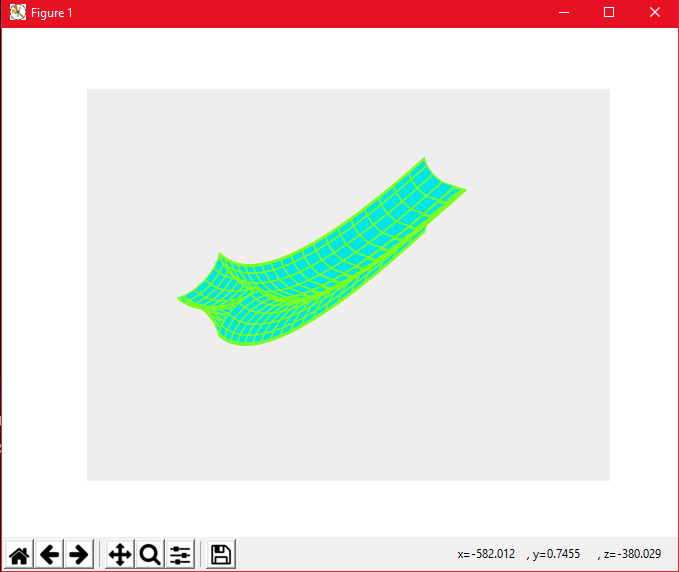 Figure 1
x=-582.012 , y=0.7455 , z=-380.029